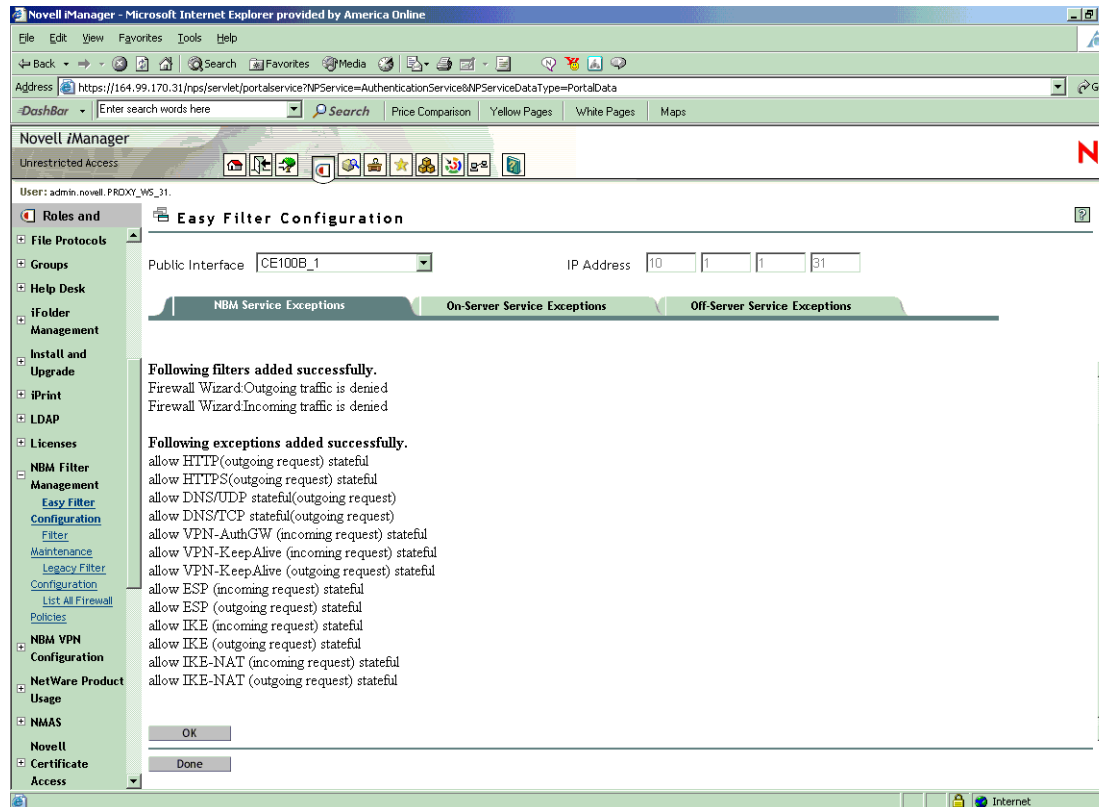 Novell iManager - Microsoft Internet Explorer provided by America Online
File Edit View Favorites Tools Help
Back Search Favorites Media
Address https://164.99.170.31/nps/servlet/portalservice?NPService=AuthenticationService&NPServiceDataType=PortalData G
DashBar Enter search words here Search Price Comparison Yellow Pages White Pages Maps
Novell iManager
Unrestricted Access
N
User: admin.novell.PROXY_WS_31.
Roles and
Easy Filter Configuration
File Protocols
Groups
Help Desk
iFolder
Management
Install and
Upgrade
iPrint
LDAP
Licenses
NBM Filter
Management
Easy Filter
Configuration
Filter
Maintenance
Legacy Filter
Configuration
List All Firewall
Policies
NBM VPN
Configuration
NetWare Product
Usage
NMAS
Novell
Certificate
Access
Public Interface CE100B_1 IP Address 10 1 1 31
NBM Service Exceptions On-Server Service Exceptions Off-Server Service Exceptions
Following filters added successfully.
Firewall Wizard:Outgoing traffic is denied
Firewall Wizard:Incoming traffic is denied
Following exceptions added successfully.
allow HTTP(outgoing request) stateful
allow HTTPS(outgoing request) stateful
allow DNS/UDP stateful(outgoing request)
allow DNS/TCP stateful(outgoing request)
allow VPN-AuthGW (incoming request) stateful
allow VPN-KeepAlive (incoming request) stateful
allow VPN-KeepAlive (outgoing request) stateful
allow ESP (incoming request) stateful
allow ESP (outgoing request) stateful
allow IKE (incoming request) stateful
allow IKE (outgoing request) stateful
allow IKE-NAT (incoming request) stateful
allow IKE-NAT (outgoing request) stateful
OK
Done
Internet